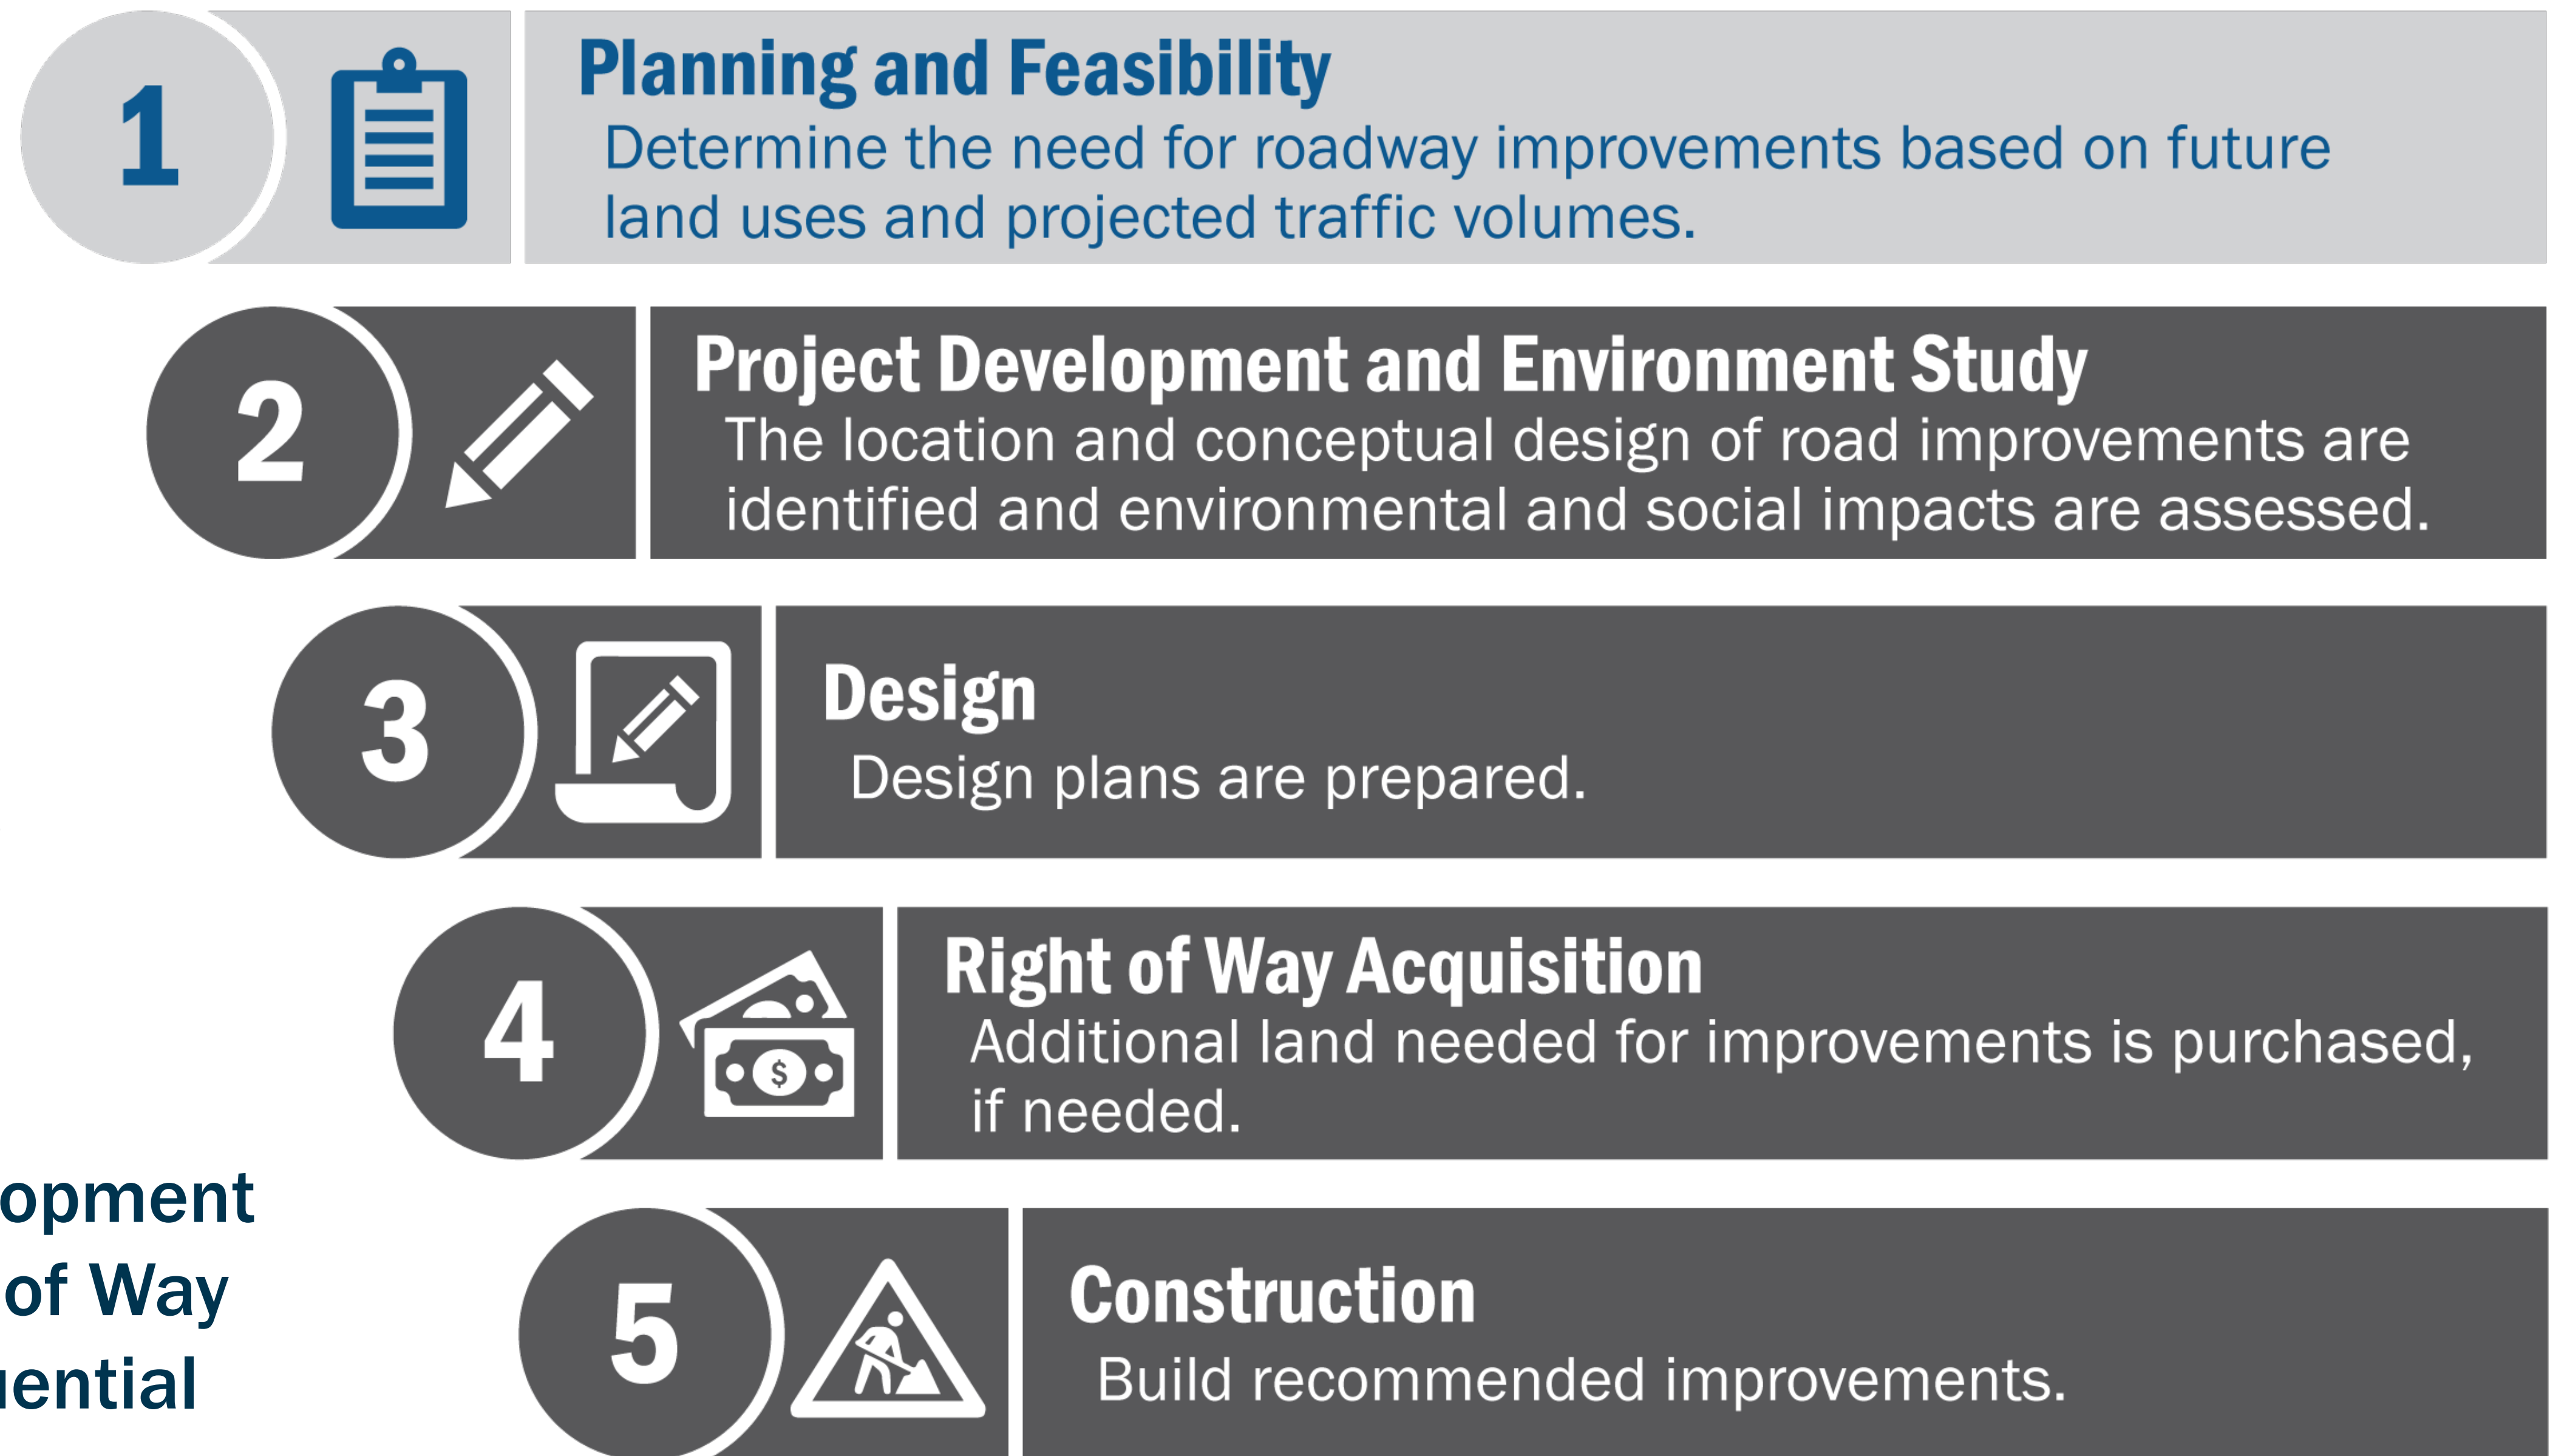 1
Planning and Feasibility
Determine the need for roadway improvements based on future
land uses and projected traffic volumes.
2
Project Development and Environment Study
The location and conceptual design of road improvements are
identified and environmental and social impacts are assessed.
3
Design
Design plans are prepared.
4
$
Right of Way Acquisition
Additional land needed for improvements is purchased,
if needed.
5
Construction
Build recommended improvements.
of Way